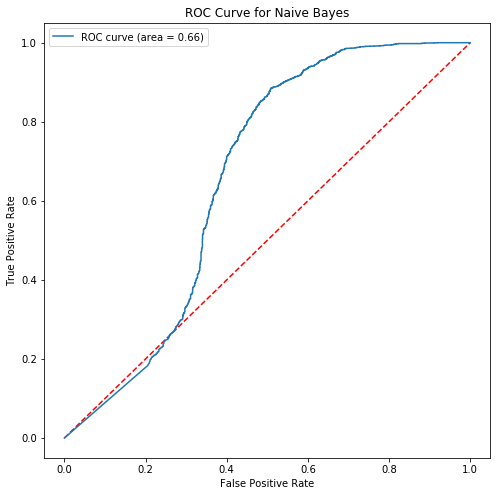 ROC Curve for Naive Bayes
ROC curve (area = 0.66)
True Positive Rate
1.0
0.8
0.6
0.4
0.2
0.0
0.0 0.2 0.4 0.6 0.8 1.0
False Positive Rate